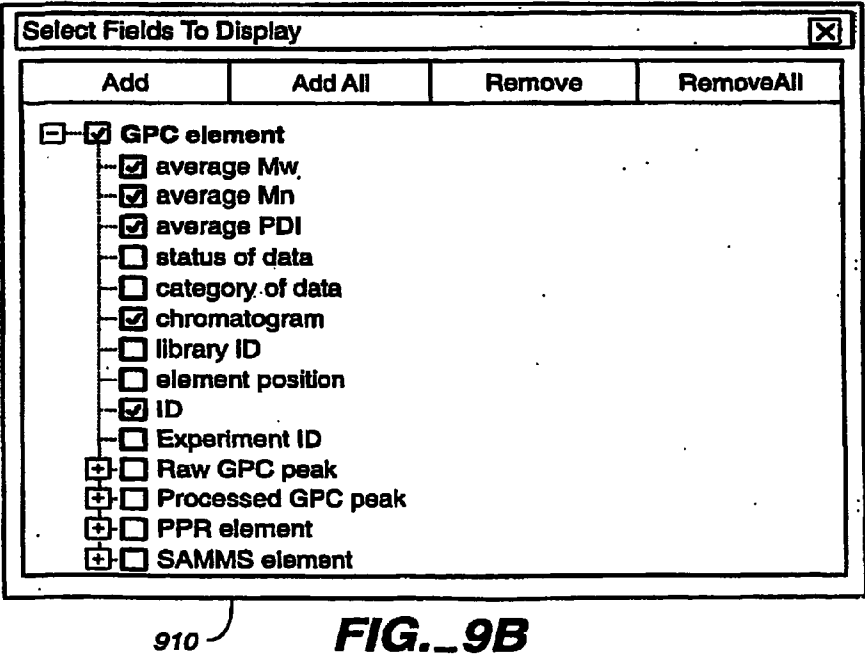 Select Fields To Display
Add Add All Remove RemoveAll
GPC element
average Mw
average Mn
average PDI
status of data
category of data
chromatogram
library ID
element position
ID
Experiment ID
Raw GPC peak
Processed GPC peak
PPR element
SAMMS element
910 FIG._9B